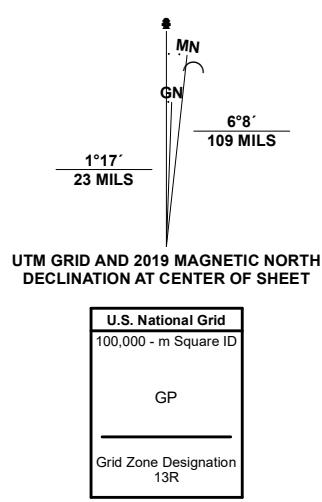 MN
GN
6°8´
109 MILS
1°17´
23 MILS
UTM GRID AND 2019 MAGNETIC NORTH
DECLINATION AT CENTER OF SHEET
U.S. National Grid
100,000 - m Square ID
GP
Grid Zone Designation
13R